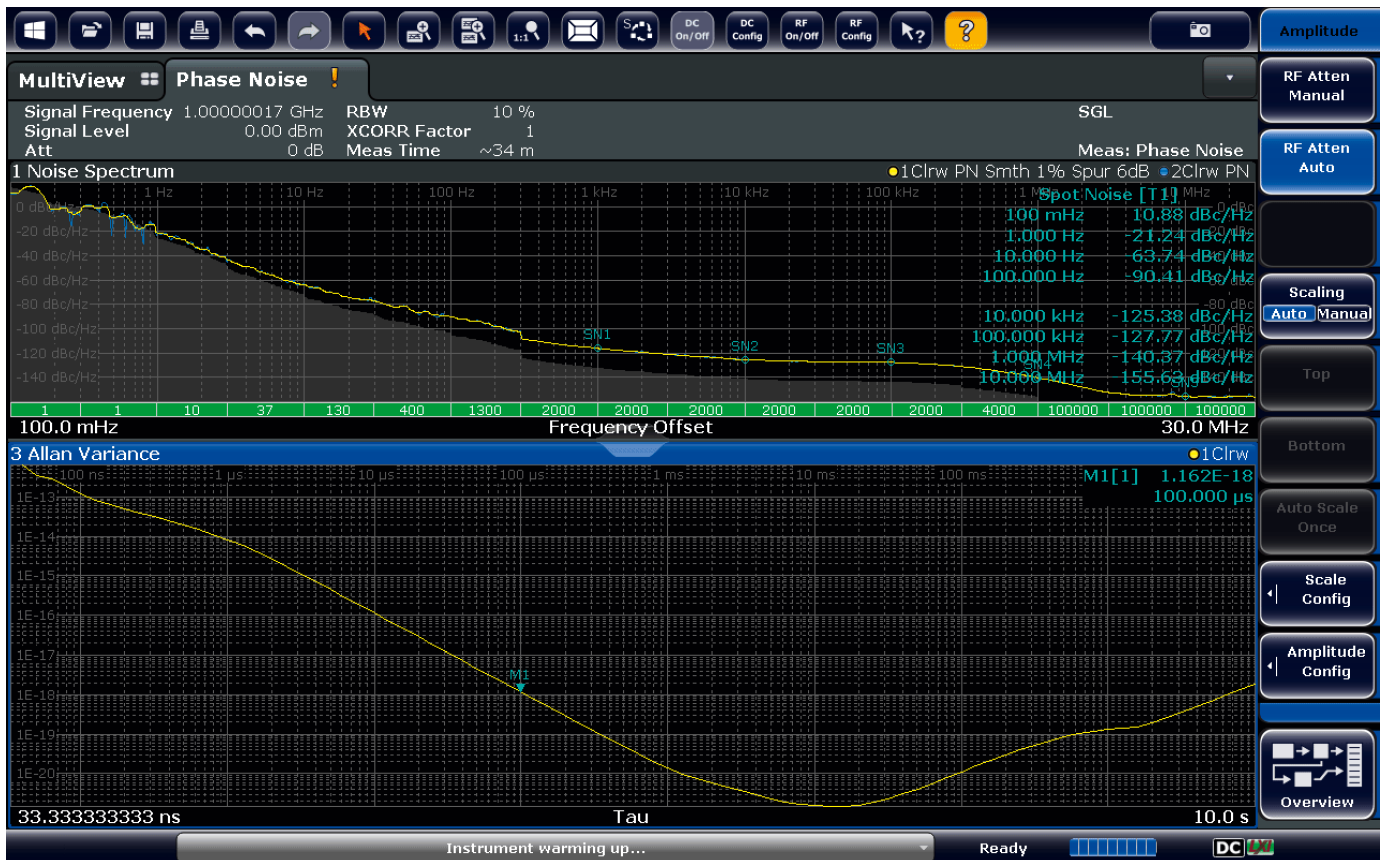 1:1
S
DC On/Off
DC Config
RF On/Off
RF Config
?
?
Amplitude
MultiView
Phase Noise !
RF Atten Manual
Signal Frequency 1.00000017 GHz RBW 10 % SGL
Signal Level 0.00 dBm XCORR Factor 1
Att 0 dB Meas Time ~34 m Meas: Phase Noise
RF Atten Auto
1 Noise Spectrum 1Clrw PN Smth 1% Spur 6dB 2Clrw PN
1 Hz 10 Hz 100 Hz 1 kHz 10 kHz 100 kHz
Spot Noise [T1]
100 mHz 10.88 dBc/Hz
-20 dBc/Hz 1.000 Hz -21.24 dBc/Hz
-40 dBc/Hz 10.000 Hz -63.74 dBc/Hz
-60 dBc/Hz 100.000 Hz -90.41 dBc/Hz
-80 dBc/Hz -80 dBc
10.000 kHz -125.38 dBc/Hz
-100 dBc/Hz 100.000 kHz -127.77 dBc/Hz
-120 dBc/Hz 1.000 MHz -140.37 dBc/Hz
-140 dBc/Hz 10.000 MHz -155.63 dBc/Hz
SN1 SN2 SN3 SN4
1 1 10 37 130 400 1300 2000 2000 2000 2000 2000 2000 4000 100000 100000 100000
100.0 mHz Frequency Offset 30.0 MHz
Scaling
Auto Manual
Top
Bottom
Auto Scale Once
Scale Config
Amplitude Config
Overview
3 Allan Variance 1Clrw
100 ns 1 µs 10 µs 100 µs 1 ms 10 ms 100 ms
M1[1] 1.162E-18
100.000 µs
1E-13
1E-14
1E-15
1E-16
1E-17
M1
1E-18
1E-19
1E-20
33.333333333 ns Tau 10.0 s
Instrument warming up... Ready DC